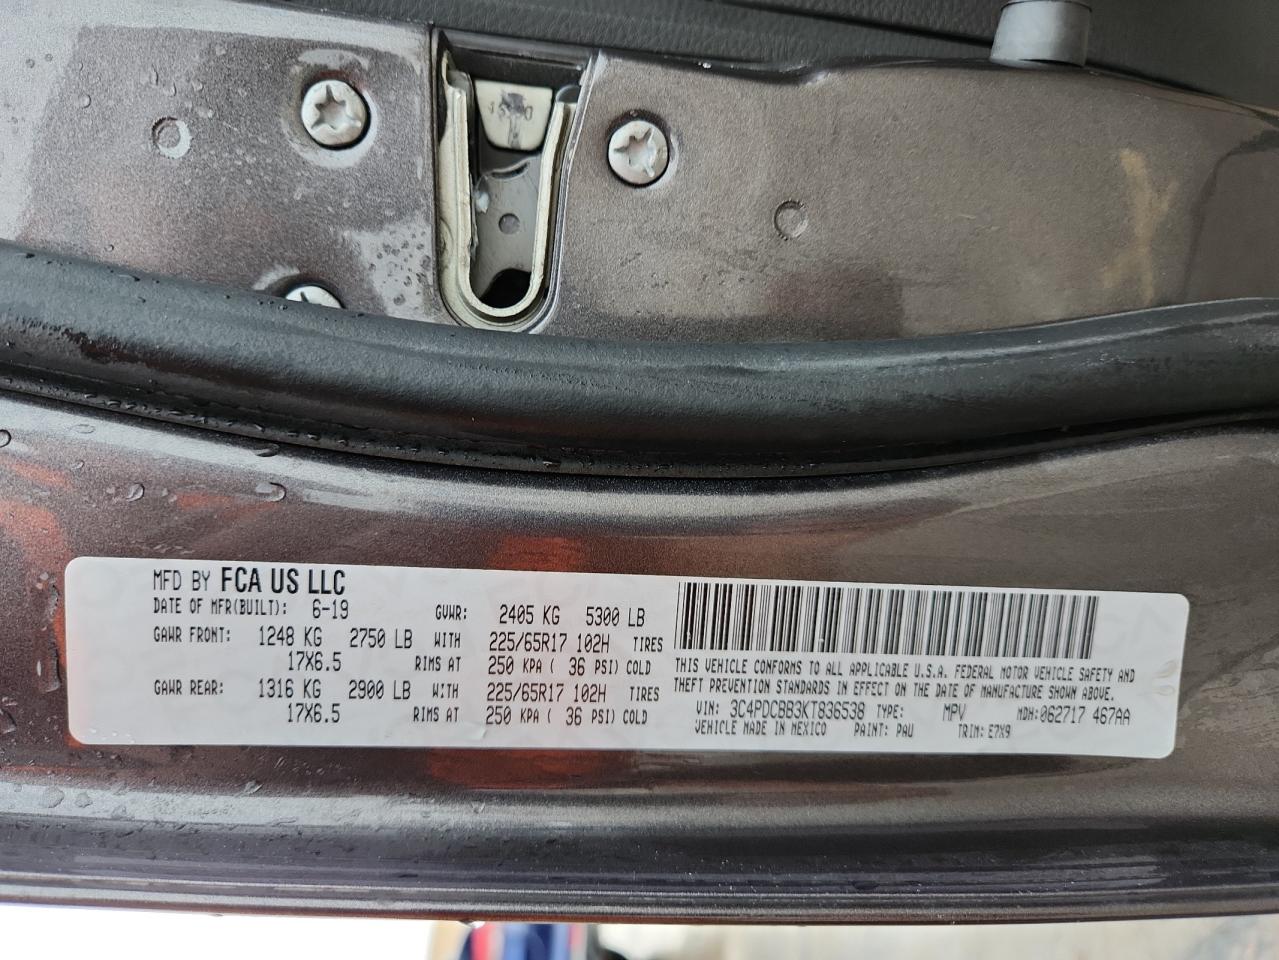 MFD BY FCA US LLC
DATE OF MFR(BUILT): 6-19 GVWR: 2405 KG 5300 LB
GAWR FRONT: 1248 KG 2750 LB WITH 225/65R17 102H TIRES
17X6.5 RIMS AT 250 KPA ( 36 PSI) COLD
GAWR REAR: 1316 KG 2900 LB WITH 225/65R17 102H TIRES
17X6.5 RIMS AT 250 KPA ( 36 PSI) COLD
THIS VEHICLE CONFORMS TO ALL APPLICABLE U.S.A. FEDERAL MOTOR VEHICLE SAFETY AND
THEFT PREVENTION STANDARDS IN EFFECT ON THE DATE OF MANUFACTURE SHOWN ABOVE.
VIN: 3C4PDCBB3KT836538 TYPE: MPV MDH: 062717 467AA
VEHICLE MADE IN MEXICO PAINT: PAU TRIM: E7X9